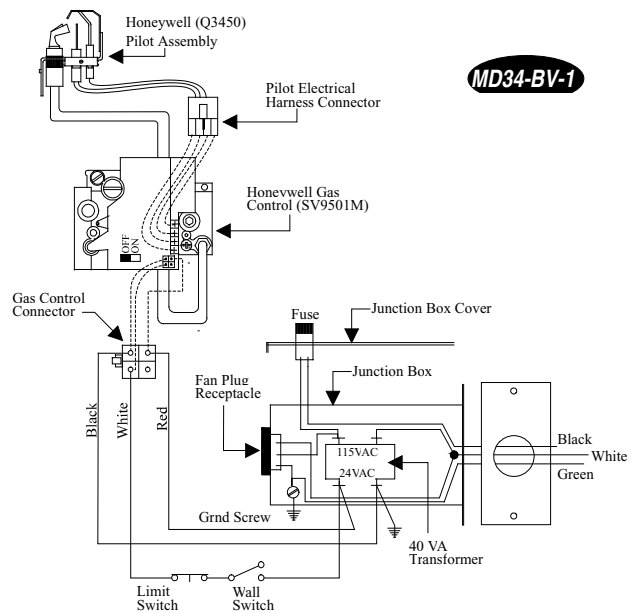 Honeywell (Q3450)
Pilot Assembly
MD34-BV-1
Pilot Electrical
Harness Connector
Honeywell Gas
Control (SV9501M)
OFF
ON
Gas Control
Connector
Fuse
Junction Box Cover
Fan Plug
Receptacle
Junction Box
Black
White
Red
115VAC
24VAC
Black
White
Green
Grnd Screw
40 VA
Transformer
Limit
Switch
Wall
Switch